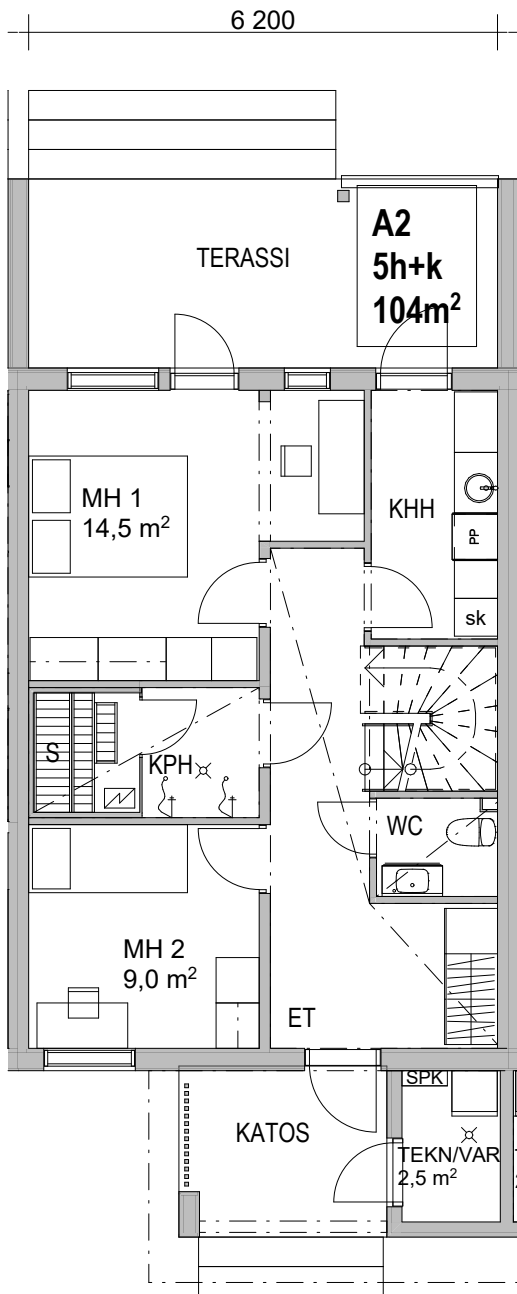 6 200
TERASSI
A2
5h+k
104m²
MH 1
14,5 m²
KHH
PP
sk
S
KPH
WC
MH 2
9,0 m²
ET
SPK
KATOS
TEKN/VAR
2,5 m²